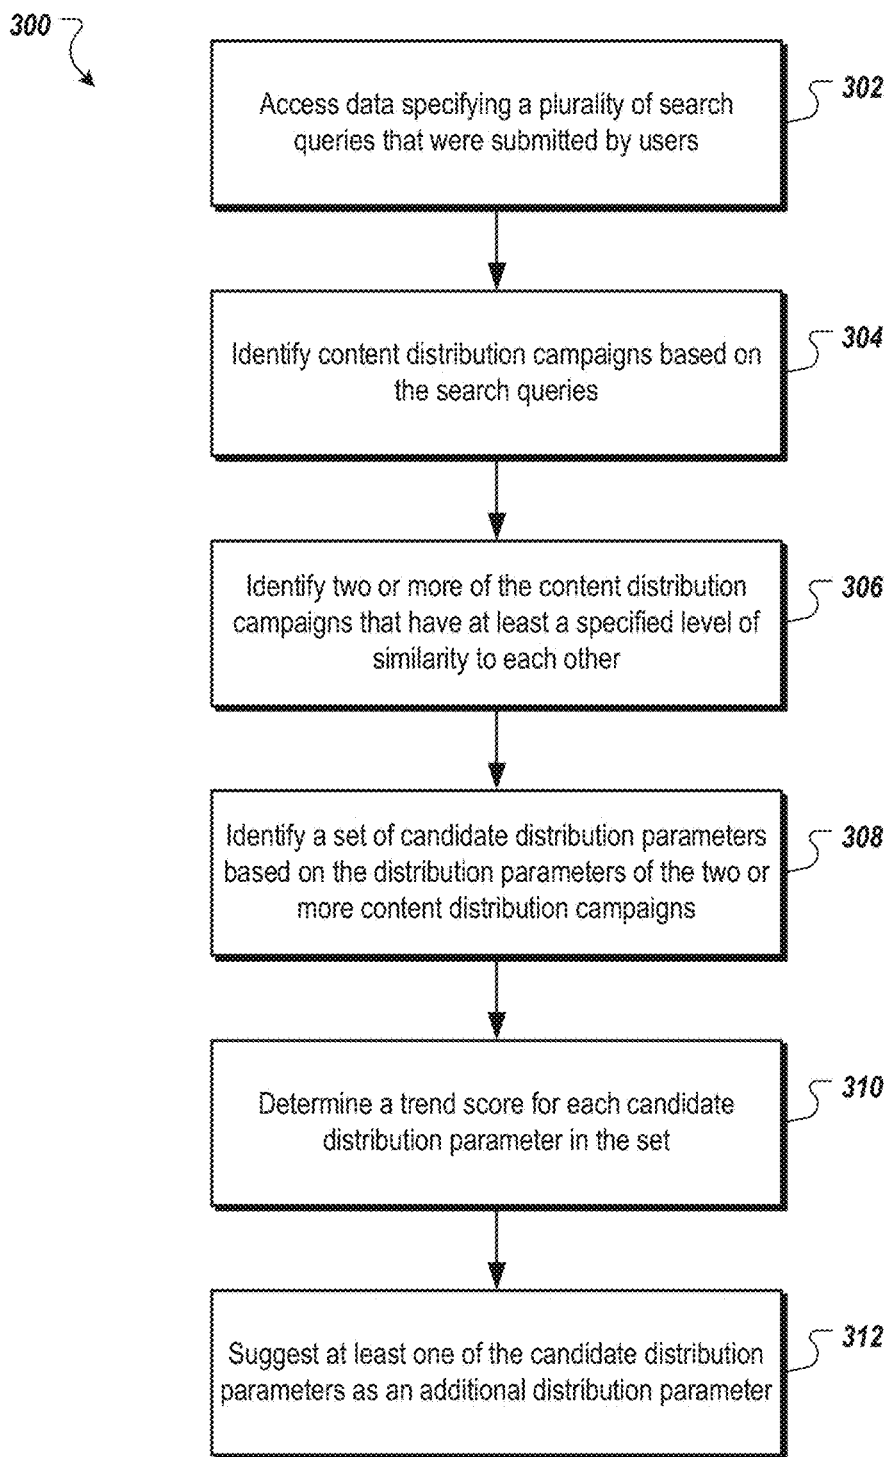 300
302
Access data specifying a plurality of search
queries that were submitted by users
304
Identify content distribution campaigns based on
the search queries
306
Identify two or more of the content distribution
campaigns that have at least a specified level of
similarity to each other
308
Identify a set of candidate distribution parameters
based on the distribution parameters of the two or
more content distribution campaigns
310
Determine a trend score for each candidate
distribution parameter in the set
312
Suggest at least one of the candidate distribution
parameters as an additional distribution parameter